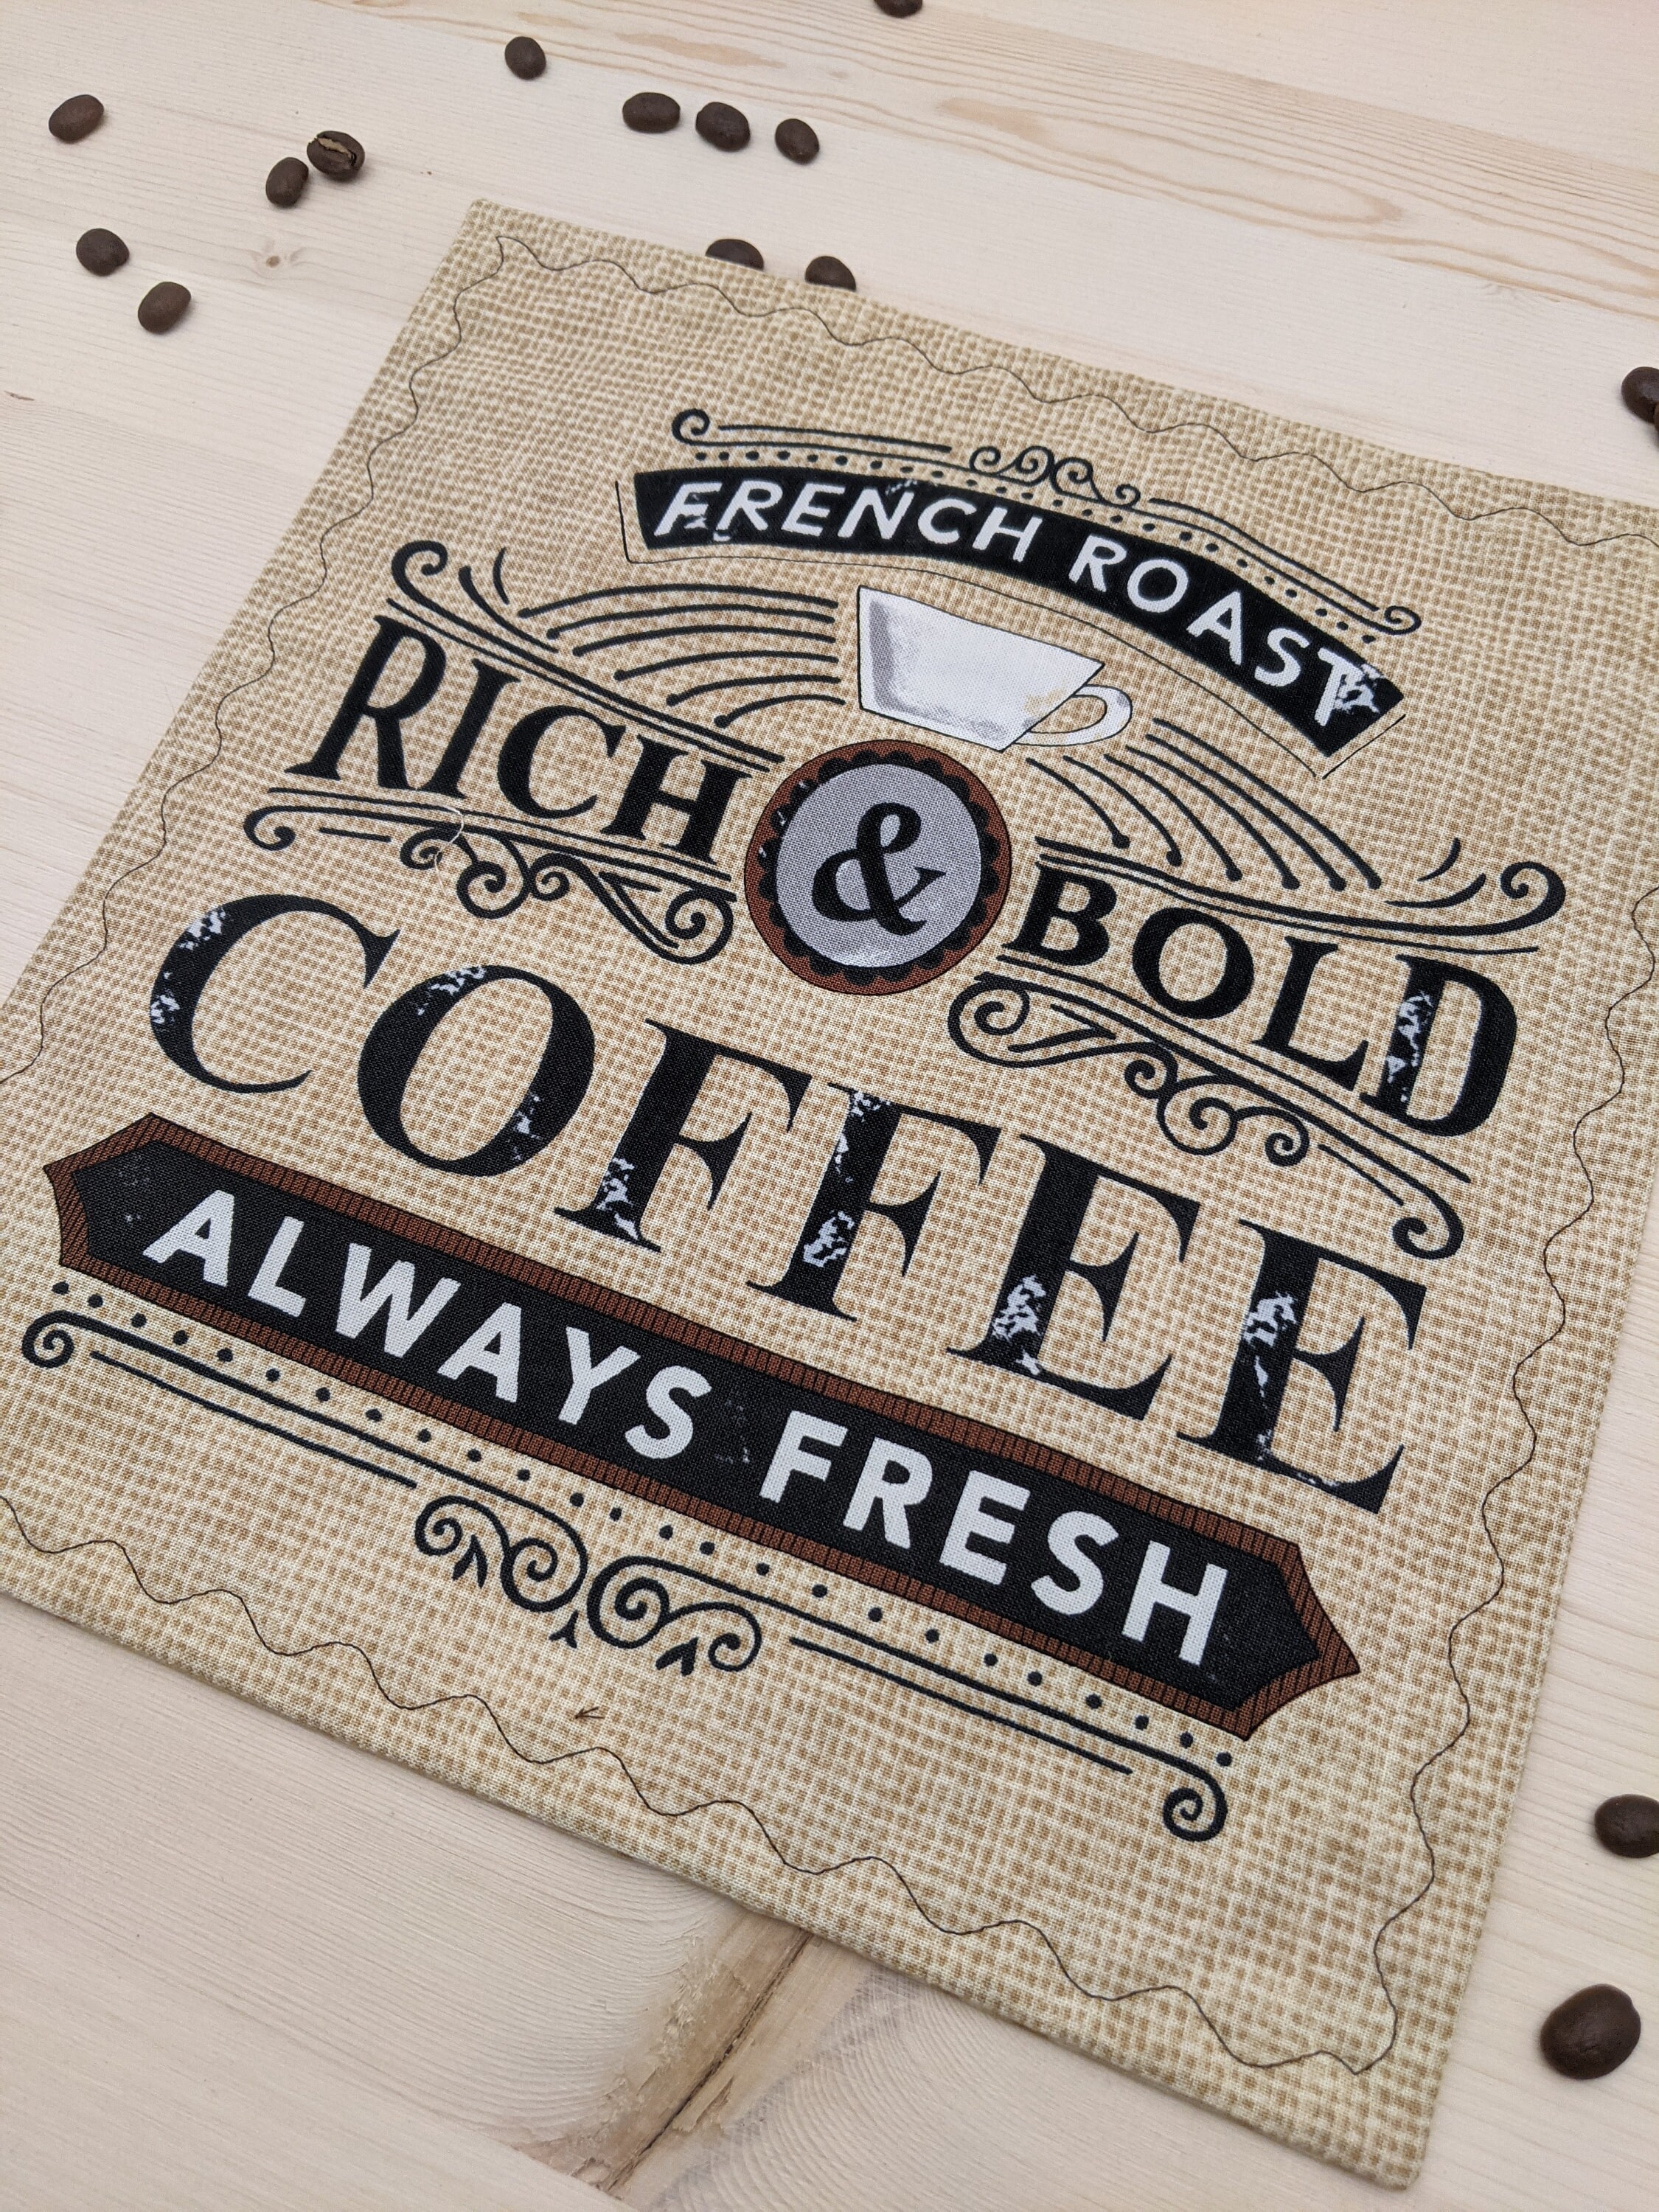 FRENCH ROAST
RICH & BOLD
COFFEE
ALWAYS FRESH